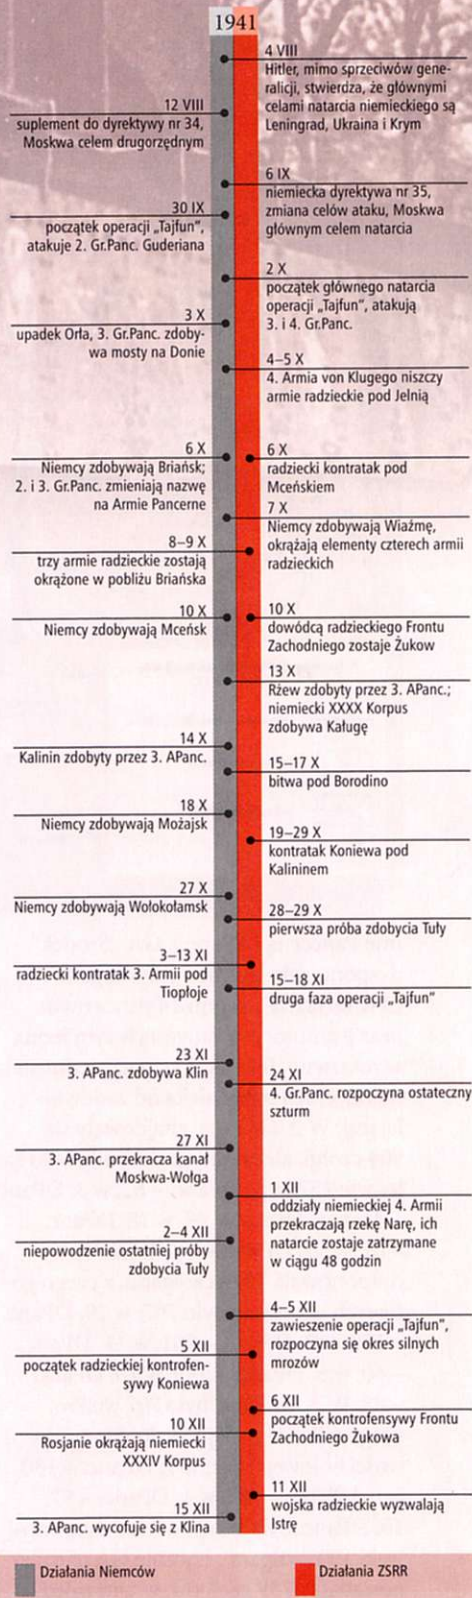 1941
4 VIII
Hitler, mimo sprzeciwów gene-
ralicji, stwierdza, że głównymi
celami natarcia niemieckiego są
Leningrad, Ukraina i Krym
12 VIII
suplement do dyrektywy nr 34,
Moskwa celem drugorzędnym
6 IX
niemiecka dyrektywa nr 35,
zmiana celów ataku, Moskwa
głównym celem natarcia
30 IX
początek operacji „Tajfun”,
atakuje 2. Gr.Panc. Guderiana
2 X
początek głównego natarcia
operacji „Tajfun”, atakują
3. i 4. Gr.Panc.
3 X
upadek Orła, 3. Gr.Panc. zdoby-
wa mosty na Donie
4–5 X
4. Armia von Klugego niszczy
armie radzieckie pod Jelnią
6 X
Niemcy zdobywają Briańsk;
2. i 3. Gr.Panc. zmieniają nazwę
na Armie Pancerne
6 X
radziecki kontratak pod
Mceńskiem
7 X
Niemcy zdobywają Wiaźmę,
okrążają elementy czterech armii
radzieckich
8–9 X
trzy armie radzieckie zostają
okrążone w pobliżu Briańska
10 X
Niemcy zdobywają Mceńsk
10 X
dowódcą radzieckiego Frontu
Zachodniego zostaje Żukow
13 X
Rżew zdobyty przez 3. APanc.;
niemiecki XXXX Korpus
zdobywa Kaługę
14 X
Kalinin zdobyty przez 3. APanc.
15–17 X
bitwa pod Borodino
18 X
Niemcy zdobywają Możajsk
19–29 X
kontratak Koniewa pod
Kalininem
27 X
Niemcy zdobywają Wołokołamsk
28–29 X
pierwsza próba zdobycia Tuły
3–13 XI
radziecki kontratak 3. Armii pod
Tiopłoje
15–18 XI
druga faza operacji „Tajfun”
23 XI
3. APanc. zdobywa Klin
24 XI
4. Gr.Panc. rozpoczyna ostateczny
szturm
27 XI
3. APanc. przekracza kanał
Moskwa-Wołga
1 XII
oddziały niemieckiej 4. Armii
przekraczają rzekę Narę, ich
natarcie zostaje zatrzymane
w ciągu 48 godzin
2–4 XII
niepowodzenie ostatniej próby
zdobycia Tuły
4–5 XII
zawieszenie operacji „Tajfun”,
rozpoczyna się okres silnych
mrozów
5 XII
początek radzieckiej kontrofen-
sywy Koniewa
6 XII
początek kontrofensywy Frontu
Zachodniego Żukowa
10 XII
Rosjanie okrążają niemiecki
XXXIV Korpus
11 XII
wojska radzieckie wyzwalają
Istrę
15 XII
3. APanc. wycofuje się z Klina
Działania Niemców
Działania ZSRR